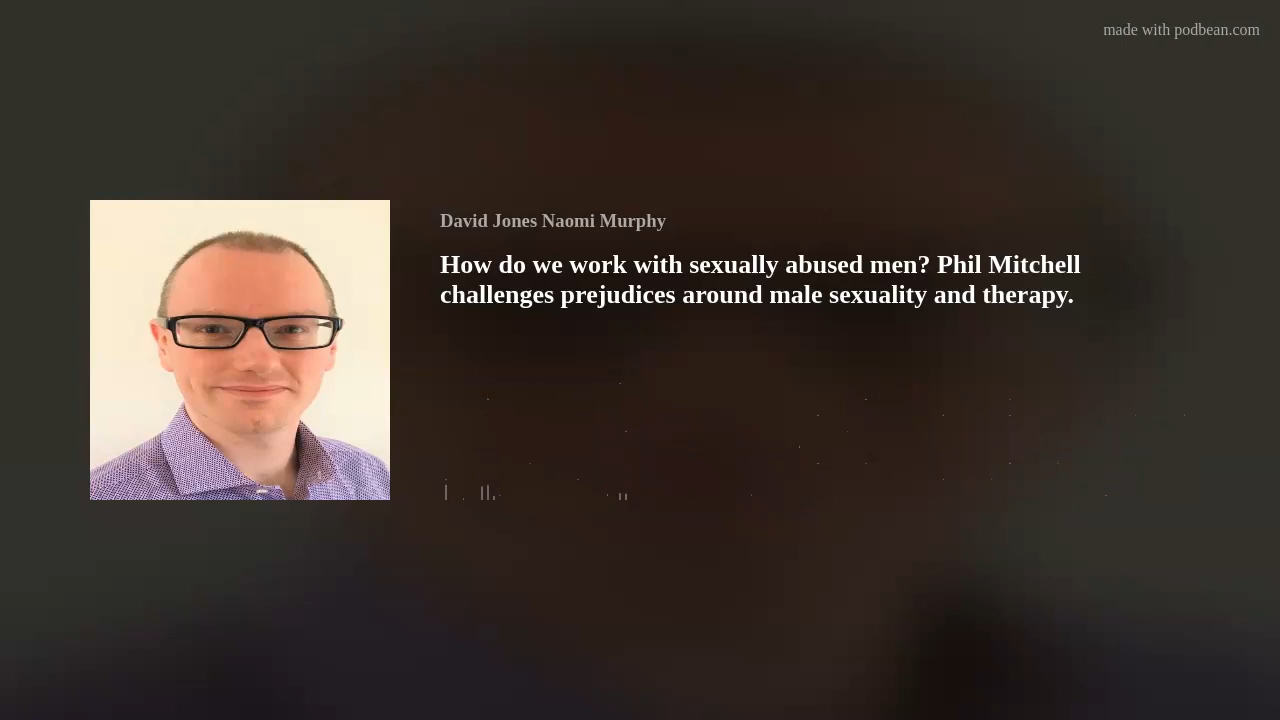 made with podbean.com
David Jones Naomi Murphy
How do we work with sexually abused men? Phil Mitchell
challenges prejudices around male sexuality and therapy.